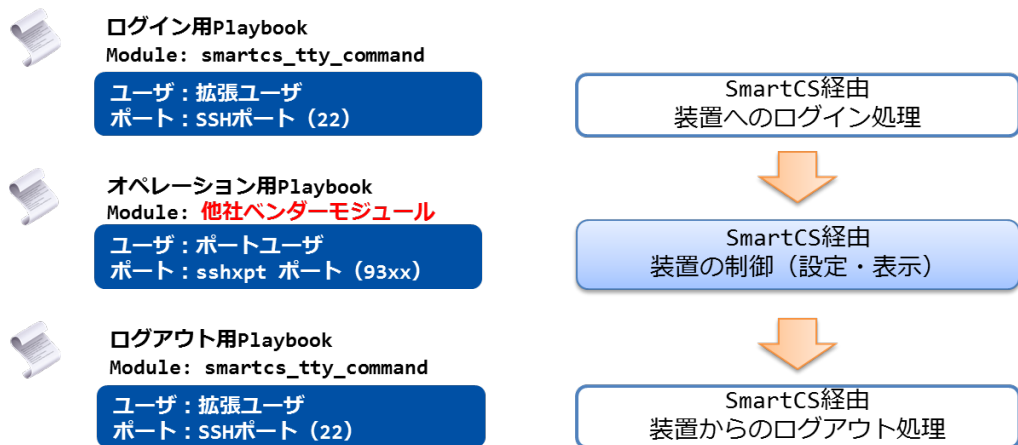 ログイン用Playbook
Module: smartcs_tty_command
ユーザ：拡張ユーザ
ポート：SSHポート（22）
SmartCS経由
装置へのログイン処理
オペレーション用Playbook
Module: 他社ベンダーモジュール
ユーザ：ポートユーザ
ポート：sshxpt ポート（93xx）
SmartCS経由
装置の制御（設定・表示）
ログアウト用Playbook
Module: smartcs_tty_command
ユーザ：拡張ユーザ
ポート：SSHポート（22）
SmartCS経由
装置からのログアウト処理